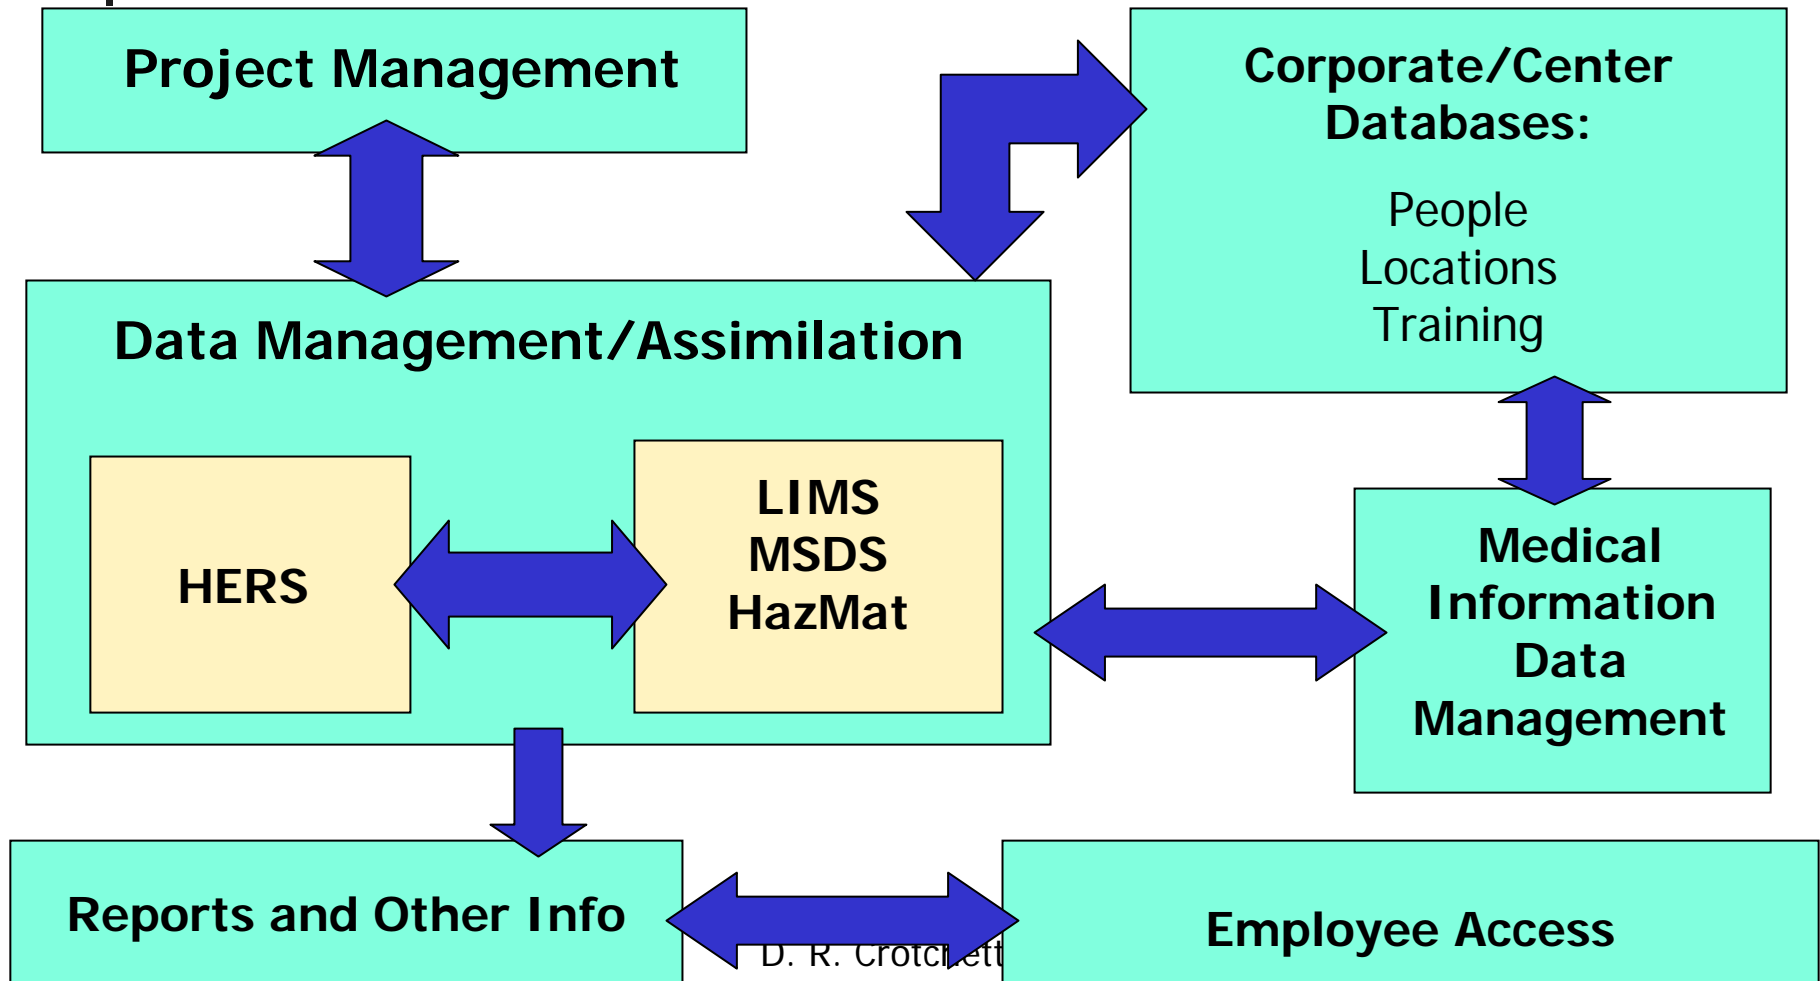 Project Management
Corporate/Center
Databases:
People
Locations
Training
Data Management/Assimilation
HERS
LIMS
MSDS
HazMat
Medical
Information
Data
Management
Reports and Other Info
Employee Access
D. R.